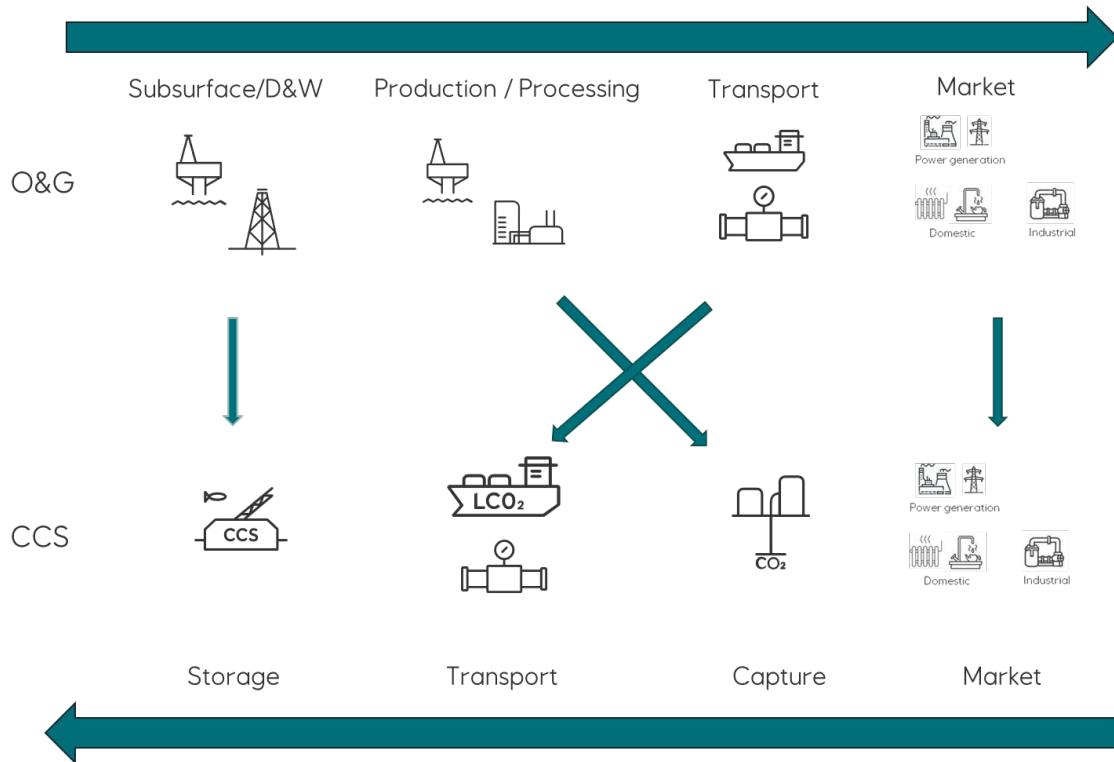 Subsurface/D&W
Production / Processing
Transport
Market
O&G
Power generation
Domestic
Industrial
CCS
CCS
LCO₂
CO₂
Power generation
Domestic
Industrial
Storage
Transport
Capture
Market